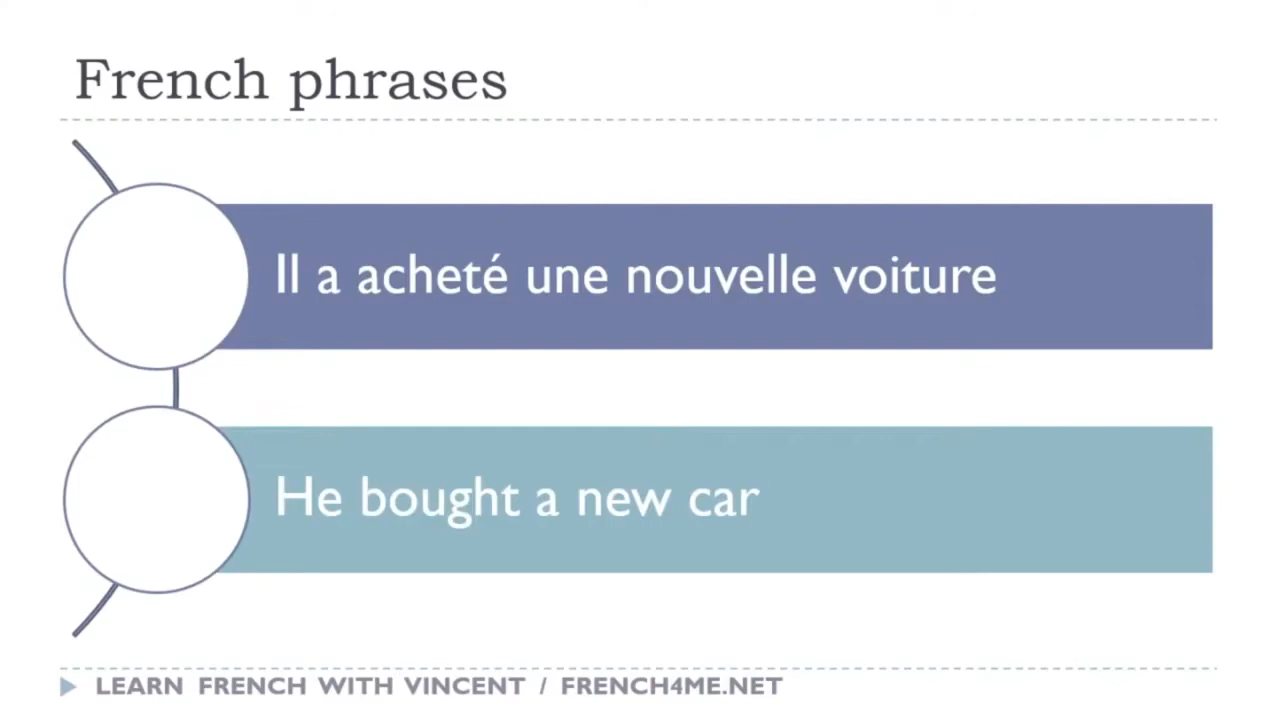 French phrases
Il a acheté une nouvelle voiture
He bought a new car
LEARN FRENCH WITH VINCENT / FRENCH4ME.NET